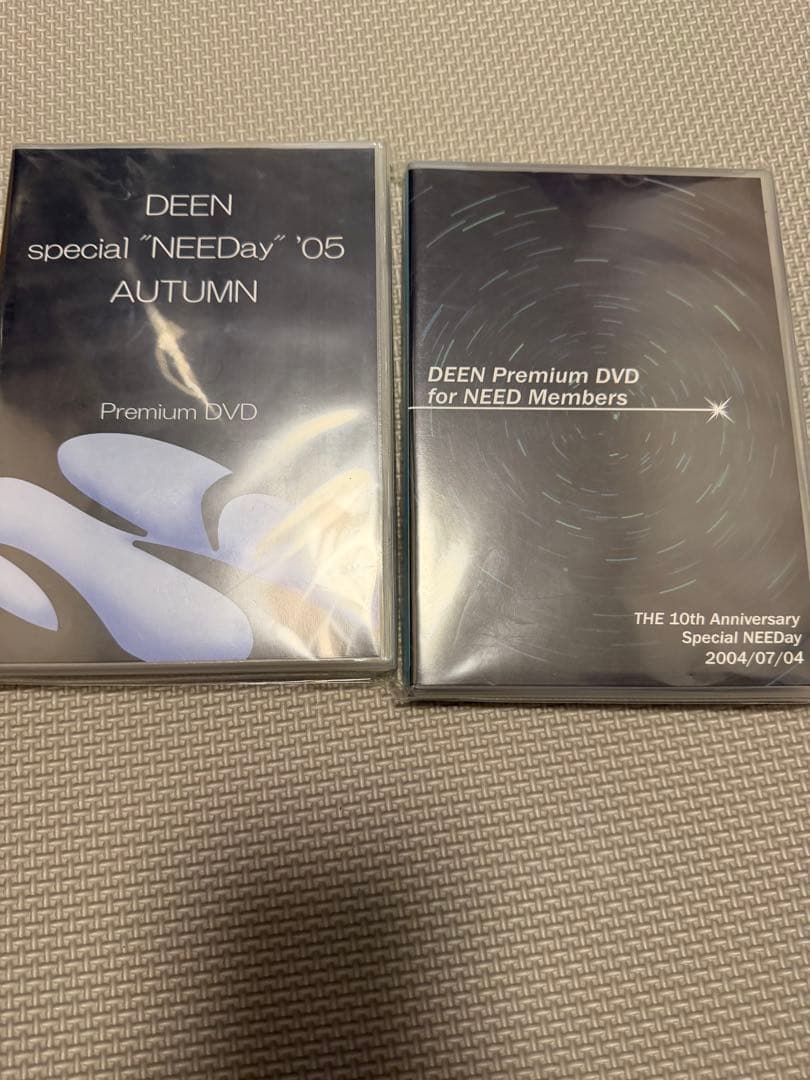 DEEN
special "NEEDay" '05
AUTUMN
Premium DVD
DEEN Premium DVD
for NEED Members
THE 10th Anniversary
Special NEEDay
2004/07/04